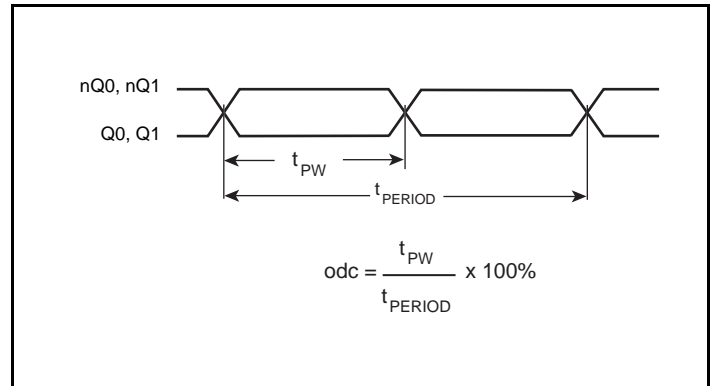 nQ0, nQ1
Q0, Q1
tPW
tPERIOD
odc = tPW / tPERIOD x 100%